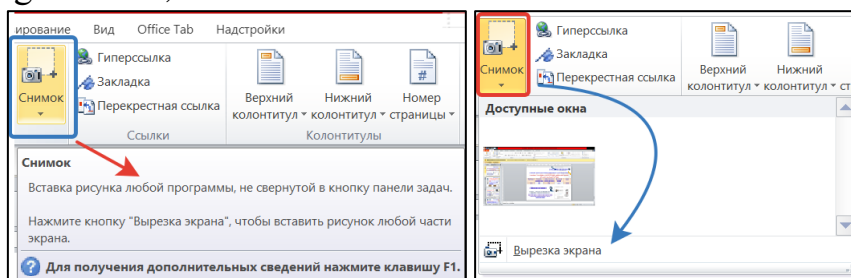 ирование Вид Office Tab Надстройки
Снимок
Гиперссылка
Закладка
Перекрестная ссылка
Ссылки
Верхний колонтитул
Нижний колонтитул
Номер страницы
#
Колонтитулы
Снимок
Вставка рисунка любой программы, не свернутой в кнопку панели задач.
Нажмите кнопку "Вырезка экрана", чтобы вставить рисунок любой части
экрана.
Для получения дополнительных сведений нажмите клавишу F1.
Снимок
Гиперссылка
Закладка
Перекрестная ссылка
Верхний
колонтитул
Нижний
колонтитул
ст
Доступные окна
Вырезка экрана